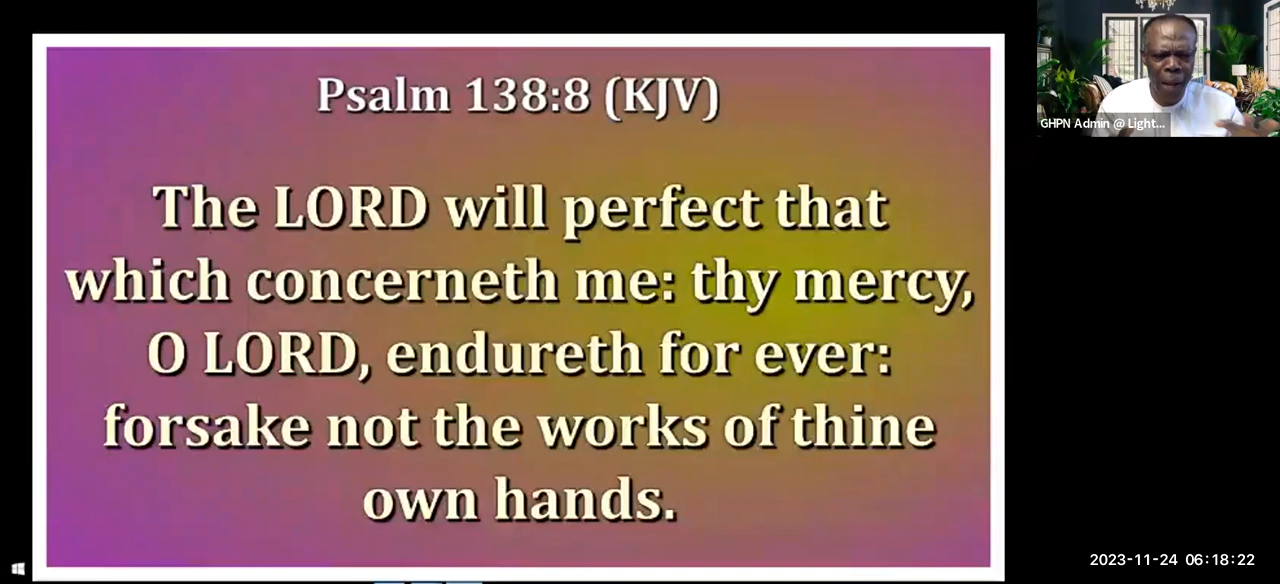 Psalm 138:8 (KJV)
The LORD will perfect that
which concerneth me: thy mercy,
O LORD, endureth for ever:
forsake not the works of thine
own hands.
GHPN Admin @ Light...
2023-11-24 06:18:22